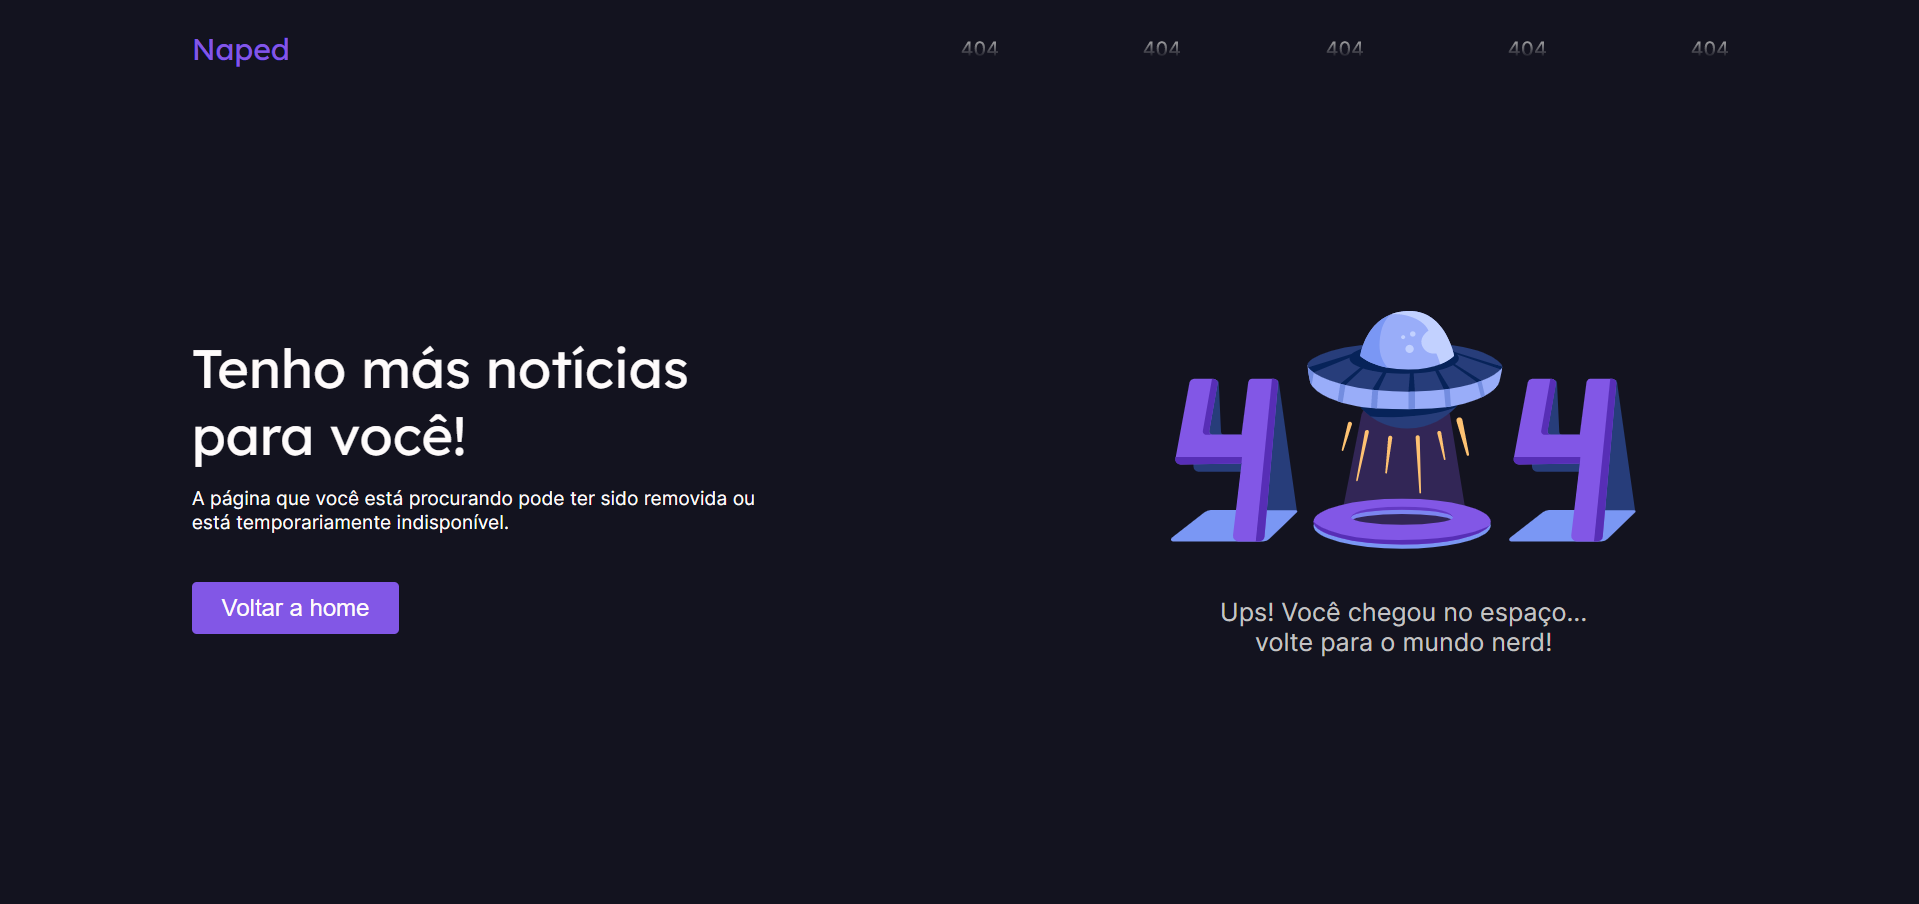 Naped
404 404 404 404 404
Tenho más notícias
para você!
A página que você está procurando pode ter sido removida ou
está temporariamente indisponível.
Voltar a home
404
Ups! Você chegou no espaço...
volte para o mundo nerd!